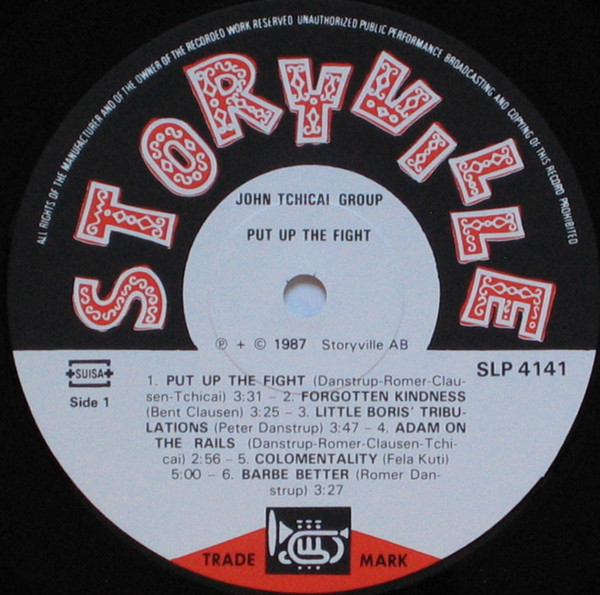 ALL RIGHTS OF THE MANUFACTURER AND OF THE OWNER OF THE RECORDED WORK RESERVED UNAUTHORIZED PUBLIC PERFORMANCE BROADCASTING AND COPYING OF THIS RECORD PROHIBITED
STORYVILLE
JOHN TCHICAI GROUP
PUT UP THE FIGHT
℗ + © 1987 Storyville AB
SUISA
Side 1
SLP 4141
1. PUT UP THE FIGHT (Danstrup-Romer-Clau-
sen-Tchicai) 3:31 – 2. FORGOTTEN KINDNESS
(Bent Clausen) 3:25 – 3. LITTLE BORIS' TRIBU-
LATIONS (Peter Danstrup) 3:47 – 4. ADAM ON
THE RAILS (Danstrup-Romer-Clausen-Tchi-
cai) 2:56 – 5. COLOMENTALITY (Fela Kuti)
5:00 – 6. BARBE BETTER (Romer Dan-
strup) 3:27
TRADE MARK